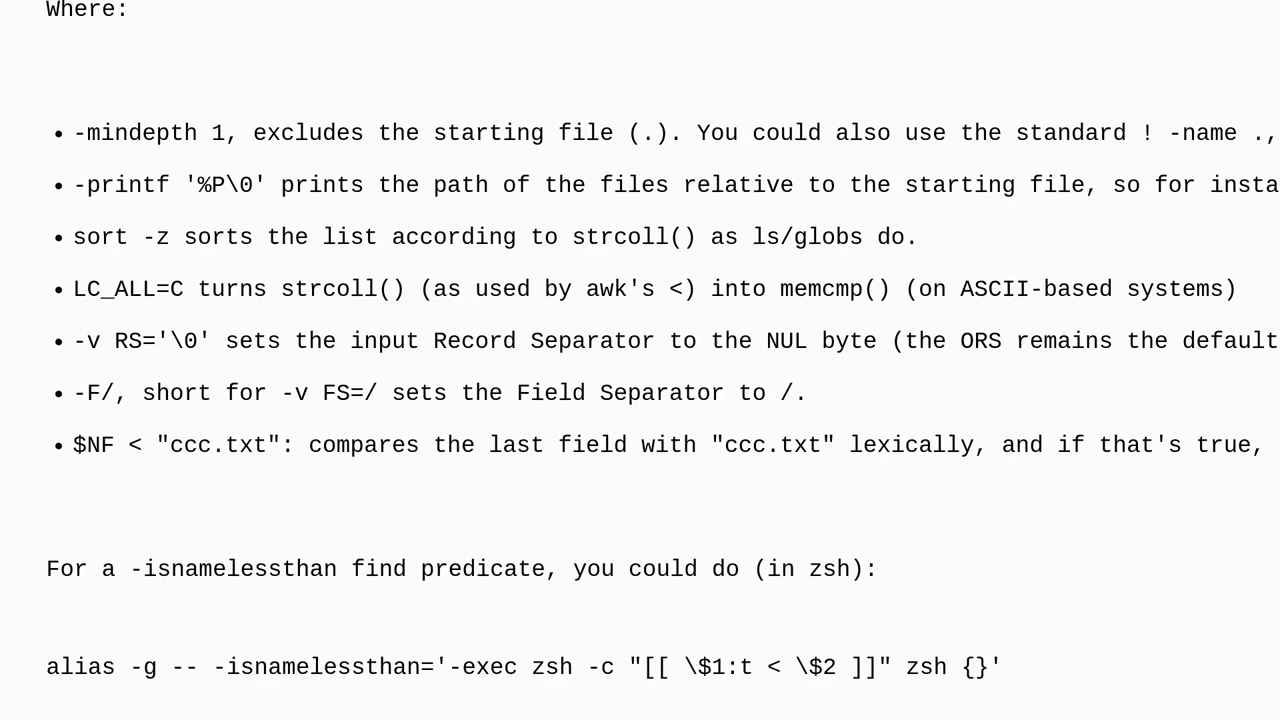 Where:
• -mindepth 1, excludes the starting file (.). You could also use the standard ! -name .,
• -printf '%P\0' prints the path of the files relative to the starting file, so for insta
• sort -z sorts the list according to strcoll() as ls/globs do.
• LC_ALL=C turns strcoll() (as used by awk's <) into memcmp() (on ASCII-based systems)
• -v RS='\0' sets the input Record Separator to the NUL byte (the ORS remains the default
• -F/, short for -v FS=/ sets the Field Separator to /.
• $NF < "ccc.txt": compares the last field with "ccc.txt" lexically, and if that's true,
For a -isnamelessthan find predicate, you could do (in zsh):
alias -g -- -isnamelessthan='-exec zsh -c "[[ \$1:t < \$2 ]]" zsh {}'